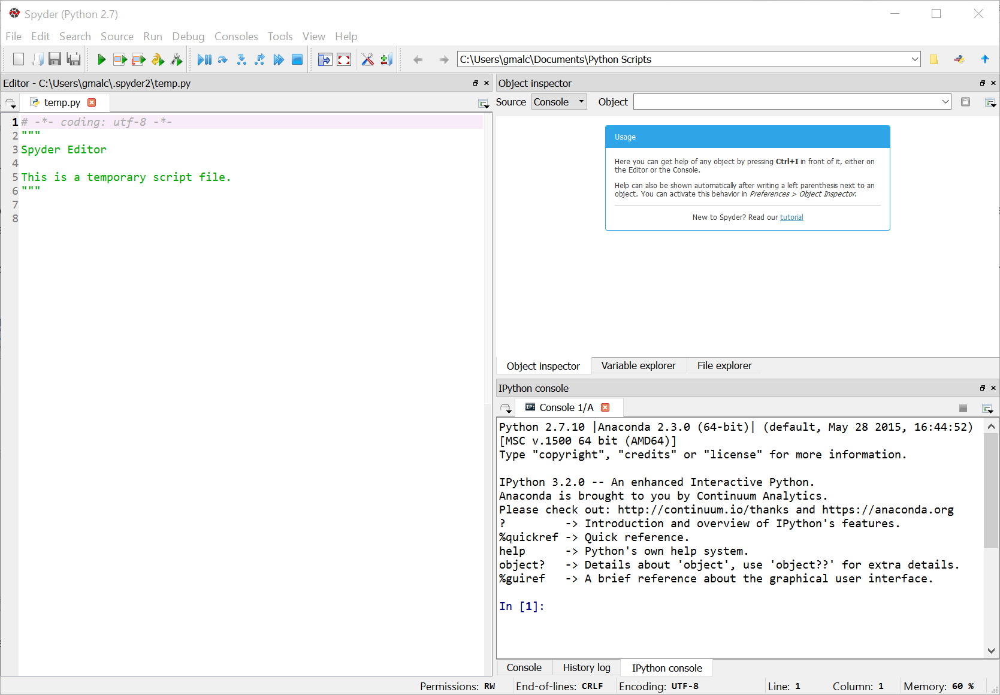 Spyder (Python 2.7)
File Edit Search Source Run Debug Consoles Tools View Help
C:\Users\gmalc\Documents\Python Scripts
Editor - C:\Users\gmalc\.spyder2\temp.py
temp.py
1 # -*- coding: utf-8 -*-
2 """
3 Spyder Editor
4
5 This is a temporary script file.
6 """
7
8
Object inspector
Source Console Object
Usage
Here you can get help of any object by pressing Ctrl+I in front of it, either on
the Editor or the Console.
Help can also be shown automatically after writing a left parenthesis next to an
object. You can activate this behavior in Preferences > Object Inspector.
New to Spyder? Read our tutorial
Object inspector Variable explorer File explorer
IPython console
IP: Console 1/A
Python 2.7.10 |Anaconda 2.3.0 (64-bit)| (default, May 28 2015, 16:44:52)
[MSC v.1500 64 bit (AMD64)]
Type "copyright", "credits" or "license" for more information.
IPython 3.2.0 -- An enhanced Interactive Python.
Anaconda is brought to you by Continuum Analytics.
Please check out: http://continuum.io/thanks and https://anaconda.org
?         -> Introduction and overview of IPython's features.
%quickref -> Quick reference.
help      -> Python's own help system.
object?   -> Details about 'object', use 'object??' for extra details.
%guiref   -> A brief reference about the graphical user interface.
In [1]:
Console History log IPython console
Permissions: RW End-of-lines: CRLF Encoding: UTF-8 Line: 1 Column: 1 Memory: 60 %